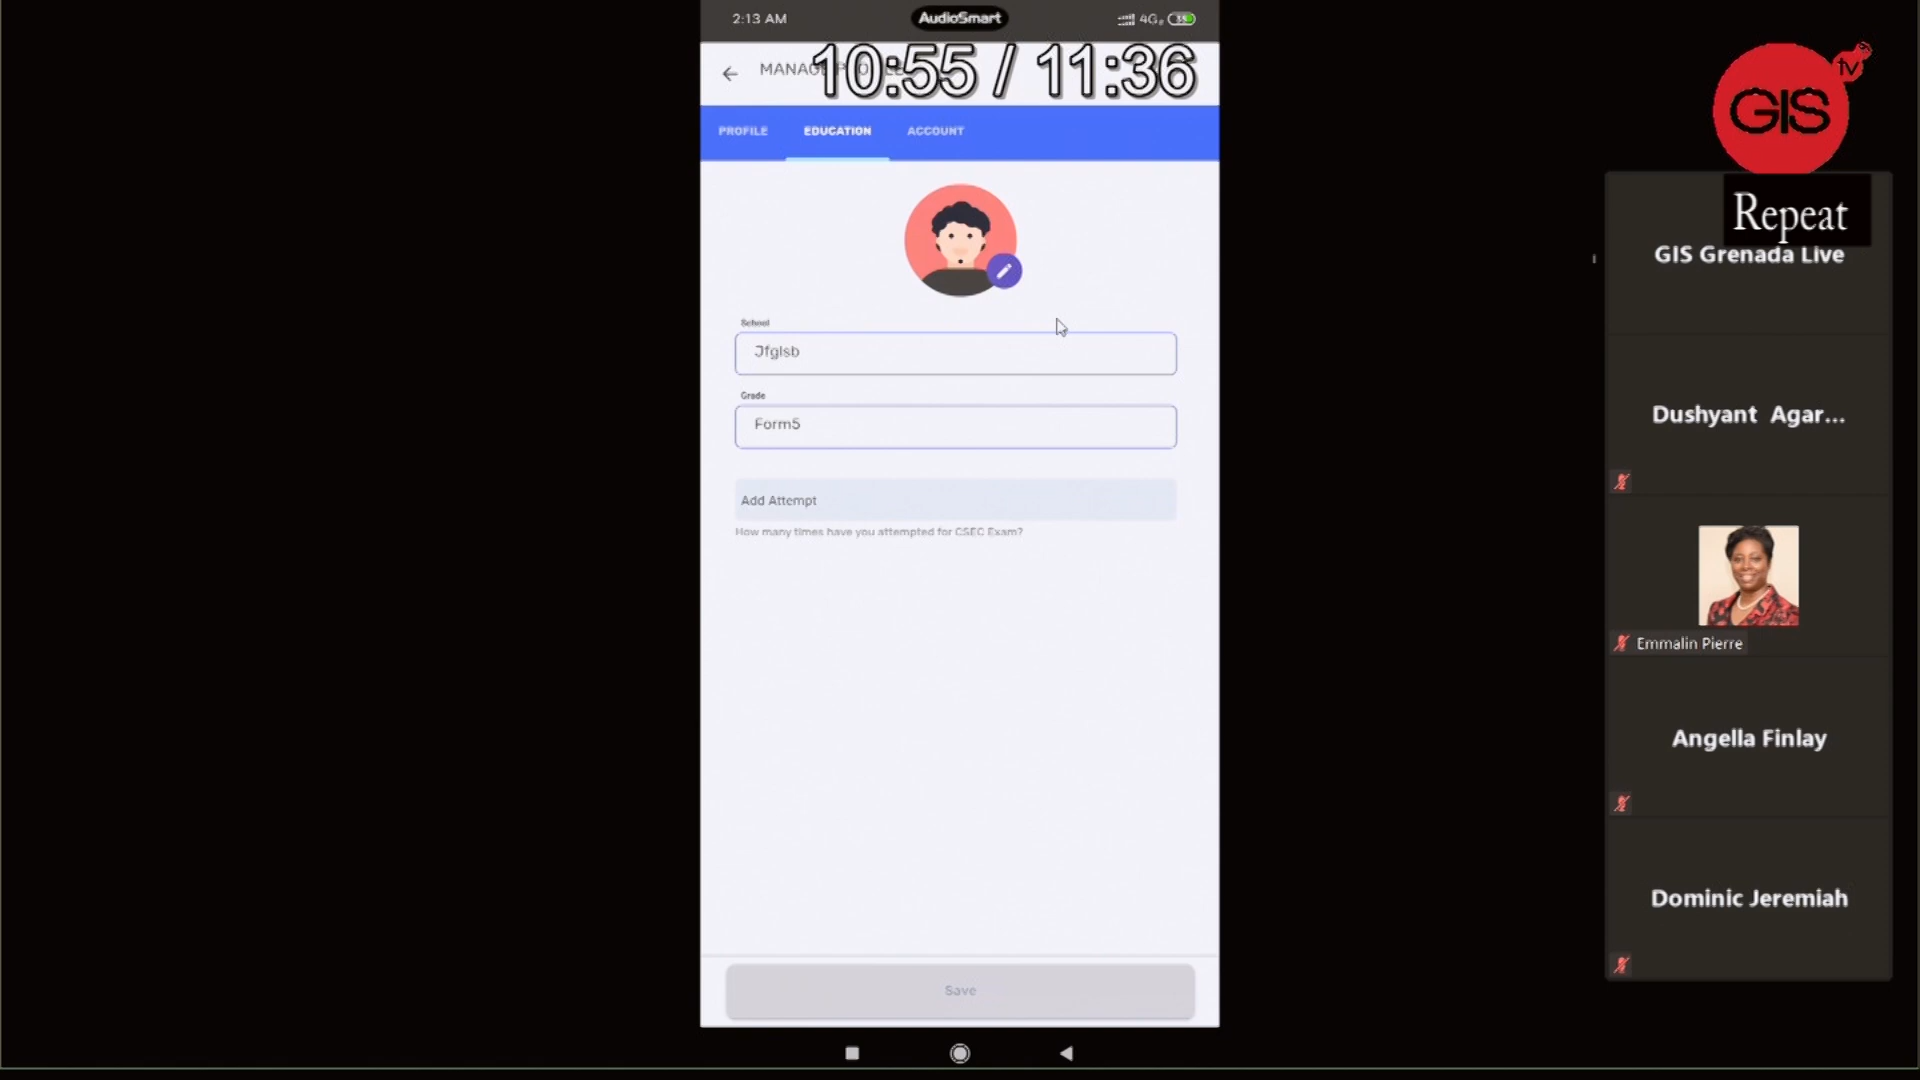 2:13 AM
AudioSmart
4G
MANAGE PROFILE
10:55 / 11:36
PROFILE
EDUCATION
ACCOUNT
School
Jfglsb
Grade
Form5
Add Attempt
How many times have you attempted for CSEC Exam?
Save
GIS
tv
Repeat
GIS Grenada Live
Dushyant Agar...
Emmalin Pierre
Angella Finlay
Dominic Jeremiah